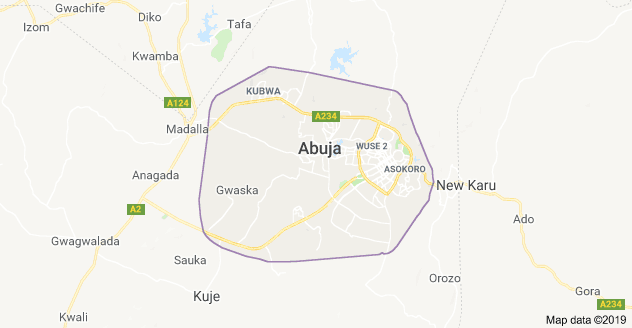 Gwachife
Diko
Tafa
Izom
Kwamba
KUBWA
A124
A234
Madalla
Abuja
WUSE 2
ASOKORO
Anagada
Gwaska
New Karu
A2
Ado
Gwagwalada
Sauka
Orozo
Kuje
Gora
A234
Kwali
Map data ©2019